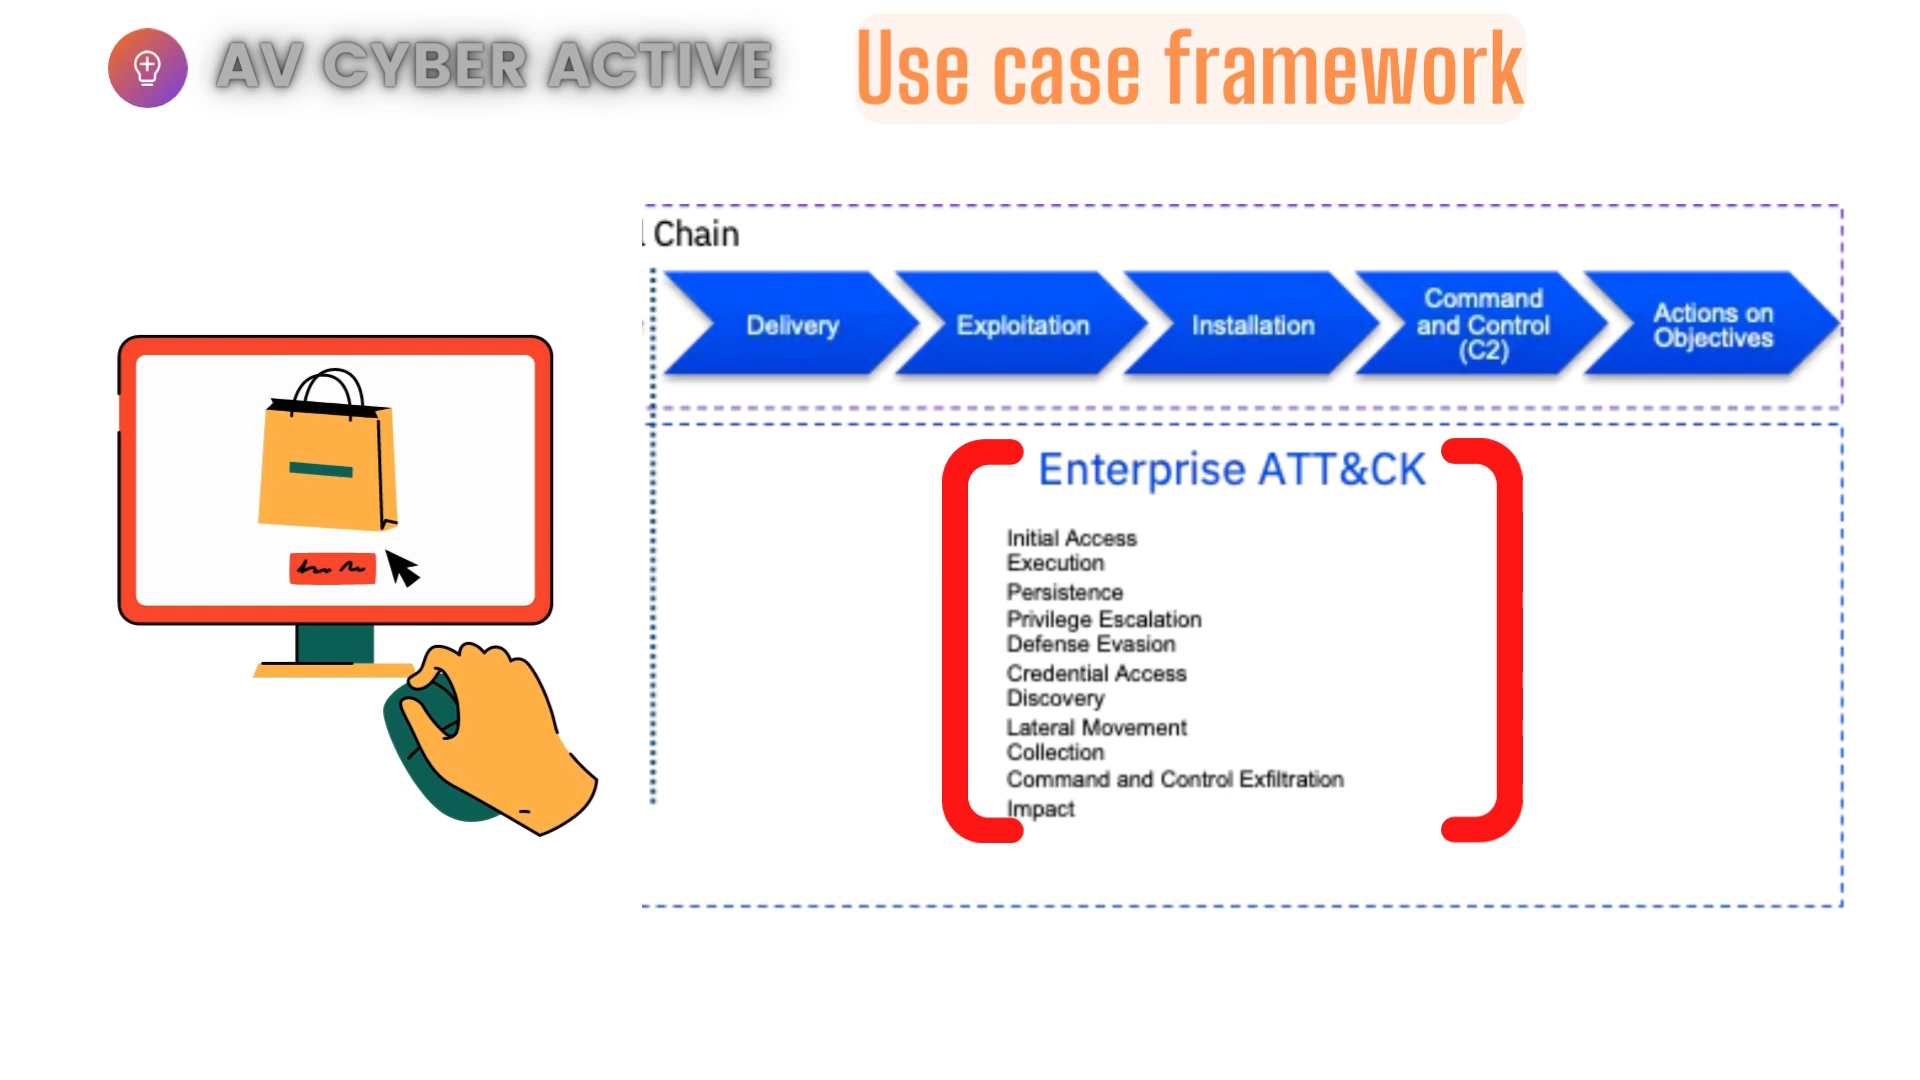 AV CYBER ACTIVE
Use case framework
Chain
Delivery
Exploitation
Installation
Command
and Control
(C2)
Actions on
Objectives
Enterprise ATT&CK
Initial Access
Execution
Persistence
Privilege Escalation
Defense Evasion
Credential Access
Discovery
Lateral Movement
Collection
Command and Control Exfiltration
Impact